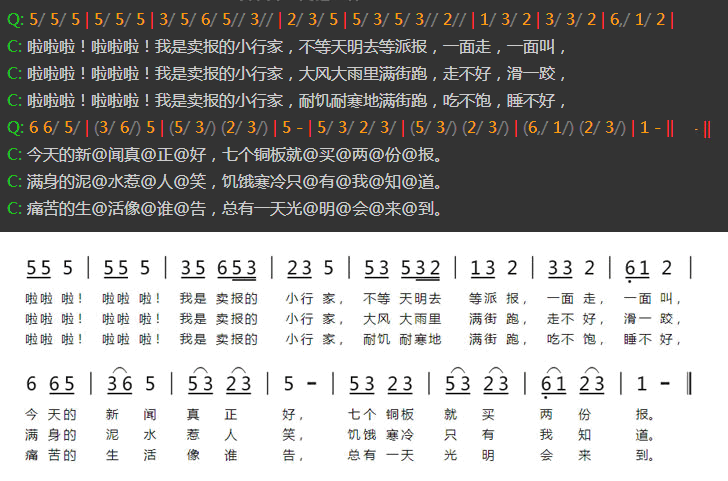 Q: 5/ 5/ 5 | 5/ 5/ 5 | 3/ 5/ 6/ 5// 3// | 2/ 3/ 5 | 5/ 3/ 5/ 3// 2// | 1/ 3/ 2 | 3/ 3/ 2 | 6,/ 1/ 2 |
C: 啦啦啦！啦啦啦！我是卖报的小行家，不等天明去等派报，一面走，一面叫，
C: 啦啦啦！啦啦啦！我是卖报的小行家，大风大雨里满街跑，走不好，滑一跤，
C: 啦啦啦！啦啦啦！我是卖报的小行家，耐饥耐寒地满街跑，吃不饱，睡不好，
Q: 6 6/ 5/ | (3/ 6/) 5 | (5/ 3/) (2/ 3/) | 5 - | 5/ 3/ 2/ 3/ | (5/ 3/) (2/ 3/) | (6,/ 1/) (2/ 3/) | 1 - || - ||
C: 今天的新@闻真@正@好，七个铜板就@买@两@份@报。
C: 满身的泥@水惹@人@笑，饥饿寒冷只@有@我@知@道。
C: 痛苦的生@活像@谁@告，总有一天光@明@会@来@到。
5 5 5 | 5 5 5 | 3 5 6 5 3 | 2 3 5 | 5 3 5 3 2 | 1 3 2 | 3 3 2 | 6 1 2 |
啦啦 啦！ 啦啦 啦！ 我是 卖报的 小行 家， 不等 天明去 等派 报， 一面 走， 一面 叫，
啦啦 啦！ 啦啦 啦！ 我是 卖报的 小行 家， 大风 大雨里 满街 跑， 走不 好， 滑一 跤，
啦啦 啦！ 啦啦 啦！ 我是 卖报的 小行 家， 耐饥 耐寒地 满街 跑， 吃不 饱， 睡不 好，
6 6 5 | 3 6 5 | 5 3 2 3 | 5 - | 5 3 2 3 | 5 3 2 3 | 6 1 2 3 | 1 - ‖
今 天的 新 闻 真 正 好， 七个 铜板 就 买 两 份 报。
满 身的 泥 水 惹 人 笑， 饥饿 寒冷 只 有 我 知 道。
痛 苦的 生 活 像 谁 告， 总有 一天 光 明 会 来 到。